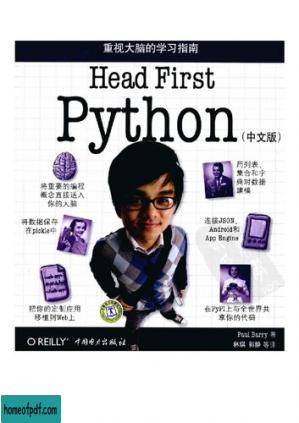 重视大脑的学习指南
Head First
Python
(中文版)
将重要的编程
概念直接送入
你的大脑
用列表、
集合和字
典对数据
建模
将数据保存
在pickle中
连接JSON、
Android和
App Engine
把你的定制应用
移植到Web上
在PyPI上与全世界共
享你的代码
O'REILLY®
中国电力出版社
Paul Barry 著
林琪 郭静 等译
homeofpdf.com